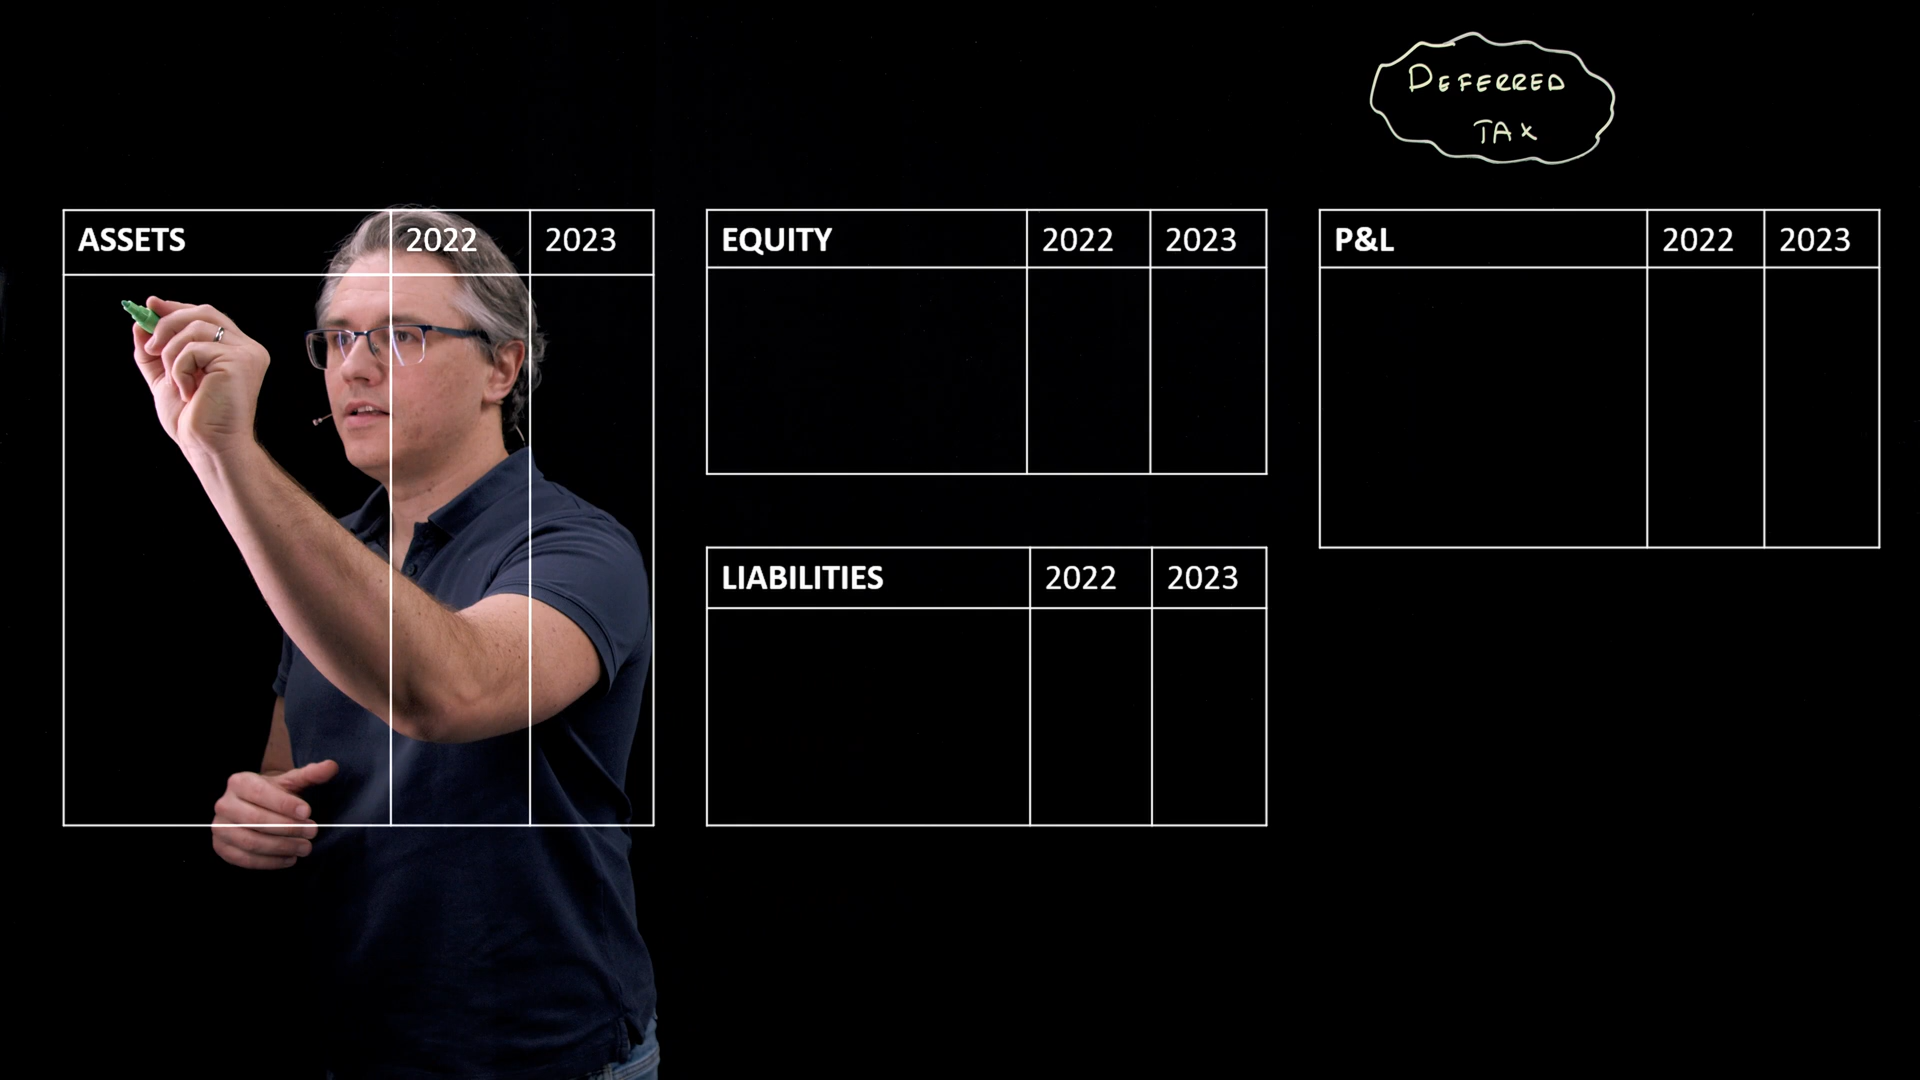 DEFERRED
TAX
ASSETS 2022 2023
EQUITY 2022 2023
P&L 2022 2023
LIABILITIES 2022 2023